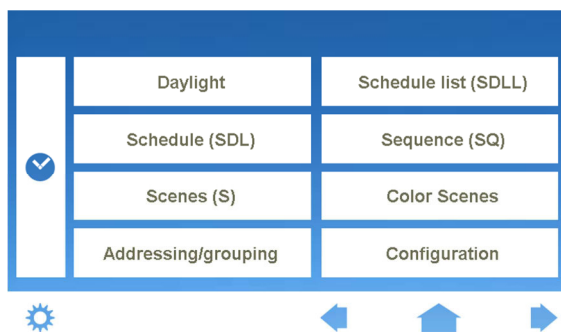 Daylight
Schedule list (SDLL)
Schedule (SDL)
Sequence (SQ)
Scenes (S)
Color Scenes
Addressing/grouping
Configuration